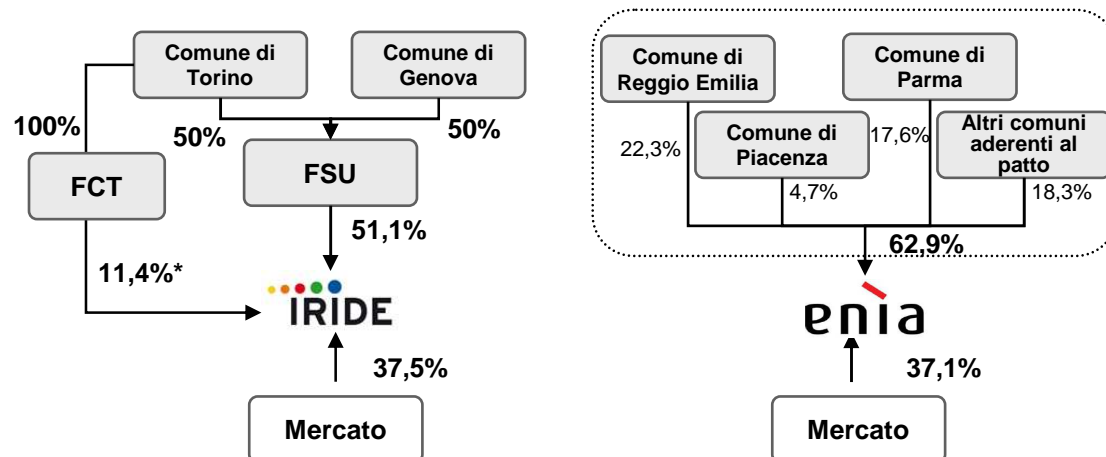 Comune di
Torino
Comune di
Genova
100%
50%
50%
FCT
FSU
51,1%
11,4%*
IRIDE
37,5%
Mercato
Comune di
Reggio Emilia
Comune di
Parma
22,3%
Comune di
Piacenza
17,6%
Altri comuni
aderenti al
patto
4,7%
18,3%
62,9%
enìa
37,1%
Mercato